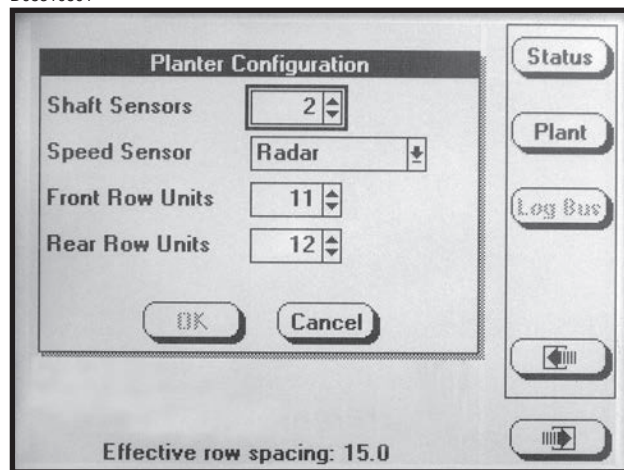 Planter Configuration
Shaft Sensors 2
Speed Sensor Radar
Front Row Units 11
Rear Row Units 12
OK Cancel
Effective row spacing: 15.0
Status
Plant
Log Bus